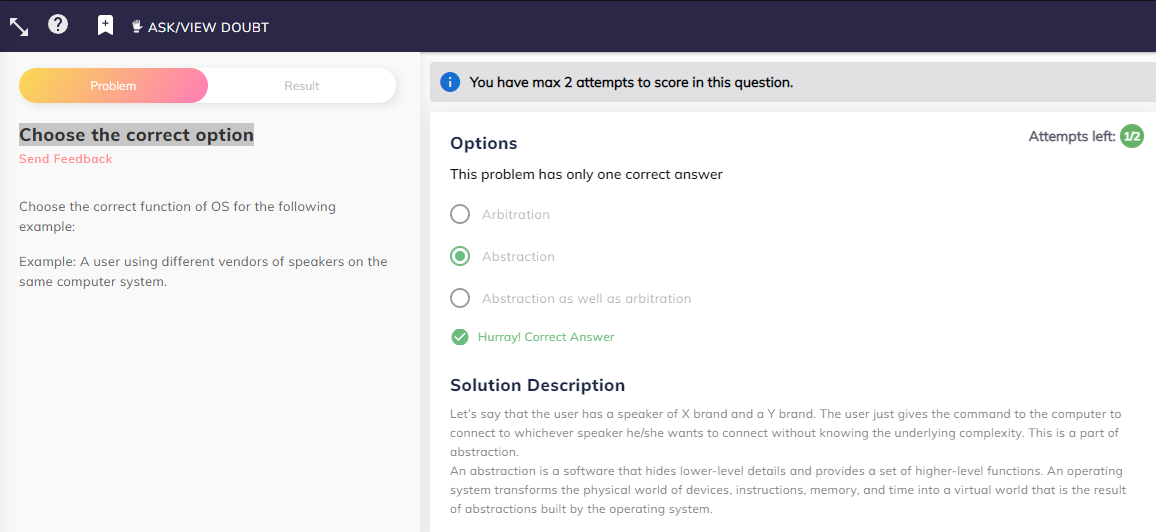 ASK/VIEW DOUBT
Problem
Result
Choose the correct option
Send Feedback
Choose the correct function of OS for the following
example:
Example: A user using different vendors of speakers on the
same computer system.
You have max 2 attempts to score in this question.
Options
Attempts left: 1/2
This problem has only one correct answer
Arbitration
Abstraction
Abstraction as well as arbitration
Hurray! Correct Answer
Solution Description
Let's say that the user has a speaker of X brand and a Y brand. The user just gives the command to the computer to
connect to whichever speaker he/she wants to connect without knowing the underlying complexity. This is a part of
abstraction.
An abstraction is a software that hides lower-level details and provides a set of higher-level functions. An operating
system transforms the physical world of devices, instructions, memory, and time into a virtual world that is the result
of abstractions built by the operating system.